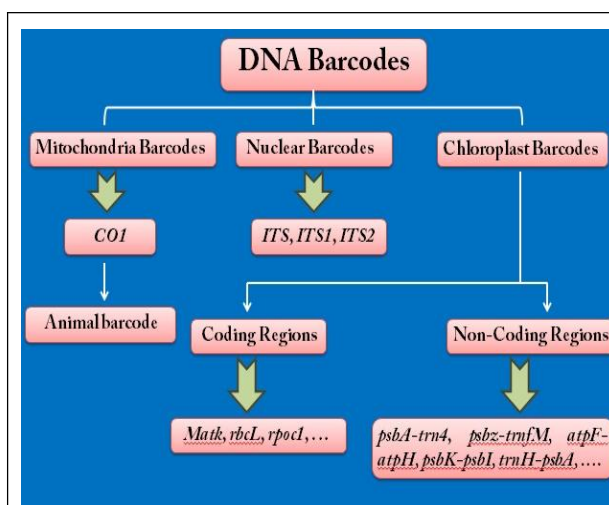 DNA Barcodes
Mitochondria Barcodes
Nuclear Barcodes
Chloroplast Barcodes
CO1
ITS, ITS1, ITS2
Animal barcode
Coding Regions
Non-Coding Regions
Matk, rbcL, rpoc1, ...
psbA-trn4, psbz-trnfM, atpF-
atpH, psbK-psbI, trnH-psbA, ....